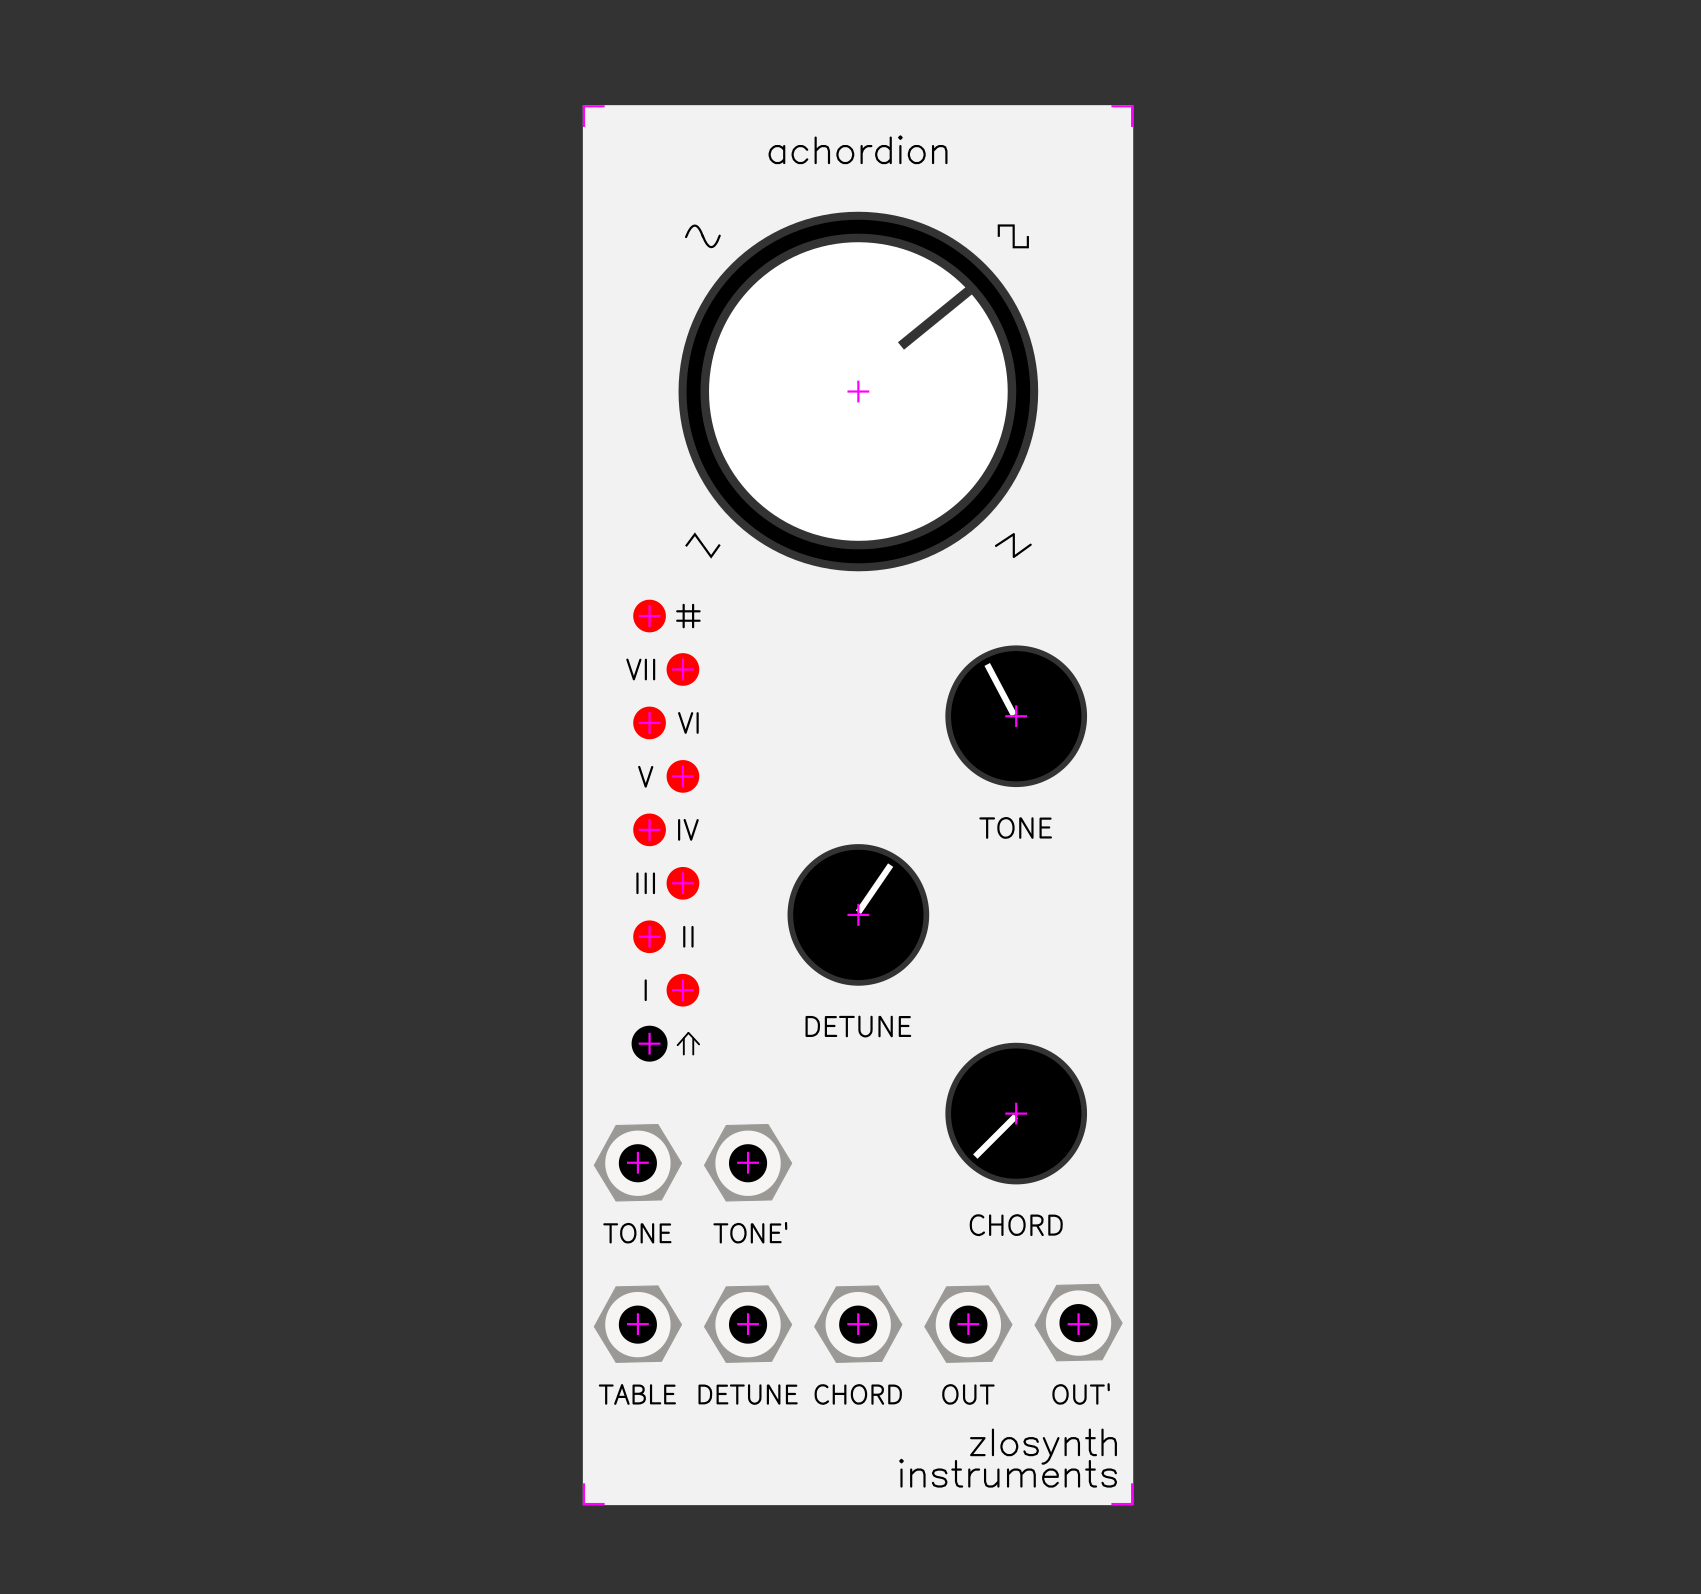 achordion
#
VII
VI
V
IV
III
II
I
⇑
TONE
DETUNE
CHORD
TONE TONE'
TABLE DETUNE CHORD OUT OUT'
zlosynth
instruments